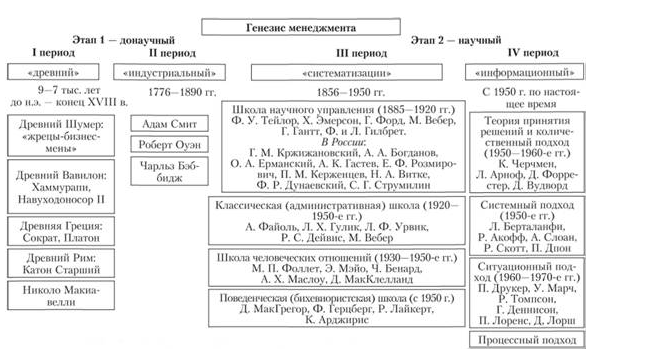 Генезис менеджмента
Этап 1 — донаучный
Этап 2 — научный
I период
«древний»
9—7 тыс. лет
до н.э. — конец XVIII в.
Древний Шумер:
«жрецы-бизнес-
мены»
Древний Вавилон:
Хаммурапи,
Навуходоносор II
Древняя Греция:
Сократ, Платон
Древний Рим:
Катон Старший
Николо Макиа-
велли
II период
«индустриальный»
1776—1890 гг.
Адам Смит
Роберт Оуэн
Чарльз Бэб-
бидж
III период
«систематизации»
1856—1950 гг.
Школа научного управления (1885—1920 гг.)
Ф. У. Тейлор, Х. Эмерсон, Г. Форд, М. Вебер,
Г. Гантт, Ф. и Л. Гилбрет.
В России:
Г. М. Кржижановский, А. А. Богданов,
О. А. Ерманский, А. К. Гастев, Е. Ф. Розмиро-
вич, П. М. Керженцев, Н. А. Витке,
Ф. Р. Дунаевский, С. Г. Струмилин
Классическая (административная) школа (1920—
1950-е гг.)
А. Файоль, Л. Х. Гулик, Л. Ф. Урвик,
Р. С. Дейвис, М. Вебер
Школа человеческих отношений (1930—1950-е гг.)
М. П. Фоллет, Э. Мэйо, Ч. Бенард,
А. Х. Маслоу, Д. МакКлелланд
Поведенческая (бихевиористская) школа (с 1950 г.)
Д. МакГрегор, Ф. Герцберг, Р. Лайкерт,
К. Арджирис
IV период
«информационный»
С 1950 г. по настоя-
щее время
Теория принятия
решений и количе-
ственный подход
(1950—1960-е гг.)
К. Черчмен,
Л. Арноф, Д. Форре-
стер, Д. Вудворд
Системный подход
(1950-е гг.)
Л. Берталанфи,
Р. Акофф, А. Слоан,
Р. Скотт, П. Дпон
Ситуационный под-
ход (1960—1970-е гг.)
П. Друкер, У. Марч,
Р. Томпсон,
Г. Деннисон,
П. Лоренс, Д. Лорш
Процессный подход